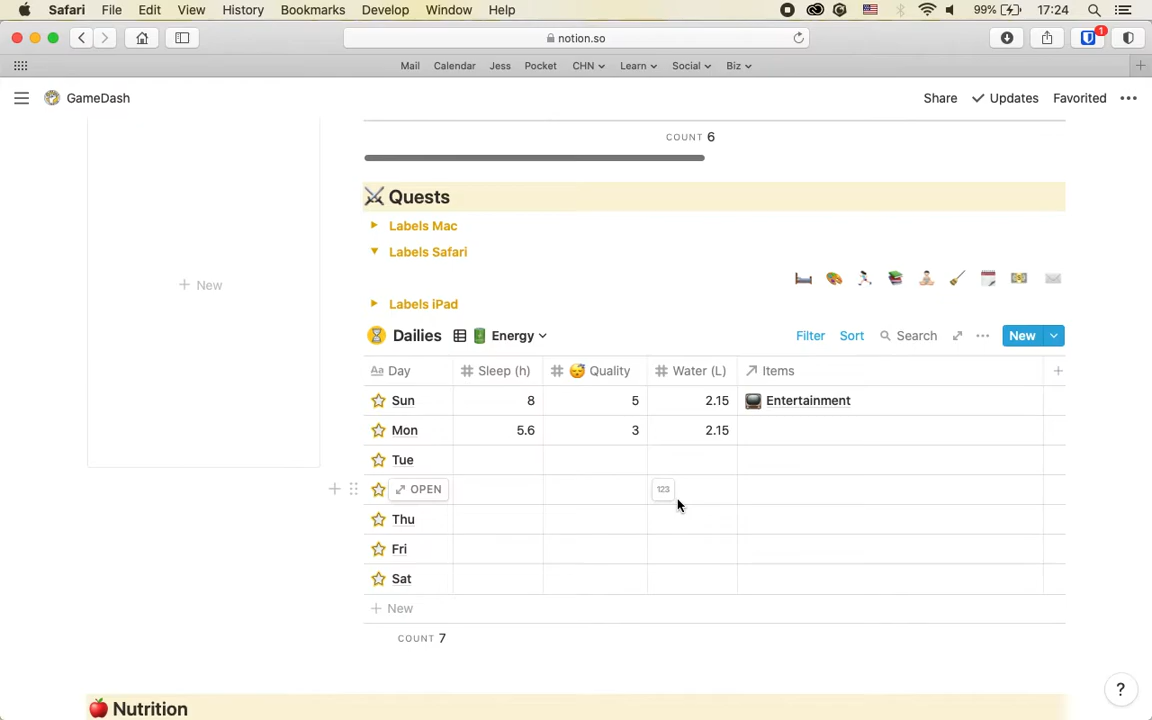 Safari File Edit View History Bookmarks Develop Window Help 99% 17:24
notion.so 1
Mail Calendar Jess Pocket CHN Learn Social Biz
GameDash Share Updates Favorited
COUNT 6
Quests
Labels Mac
Labels Safari
New
Labels iPad
Dailies Energy Filter Sort Search New
Aa Day Sleep (h) Quality Water (L) Items
Sun 8 5 2.15 Entertainment
Mon 5.6 3 2.15
Tue
OPEN 123
Thu
Fri
Sat
New
COUNT 7
Nutrition
?